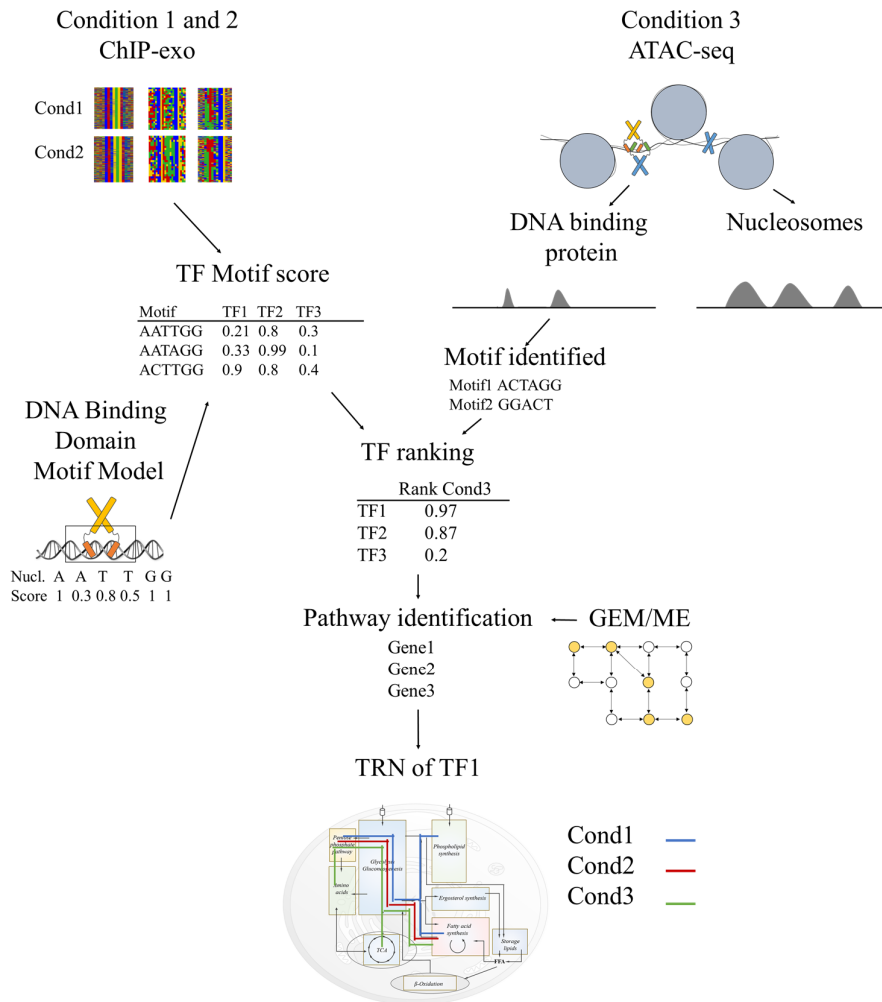 Condition 1 and 2
ChIP-exo
Cond1
Cond2
Condition 3
ATAC-seq
DNA binding
protein
Nucleosomes
TF Motif score
Motif TF1 TF2 TF3
AATTGG 0.21 0.8 0.3
AATAGG 0.33 0.99 0.1
ACTTGG 0.9 0.8 0.4
Motif identified
Motif1 ACTAGG
Motif2 GGACT
DNA Binding
Domain
Motif Model
Nucl. A A T T G G
Score 1 0.3 0.8 0.5 1 1
TF ranking
Rank Cond3
TF1 0.97
TF2 0.87
TF3 0.2
Pathway identification
Gene1
Gene2
Gene3
GEM/ME
TRN of TF1
Pentose
phosphate
pathway
Glycolysis
Gluconeogenesis
Phospholipid
synthesis
Amino
acids
Ergosterol synthesis
Fatty acid
synthesis
Storage
lipids
TCA
FFA
β-Oxidation
Cond1
Cond2
Cond3